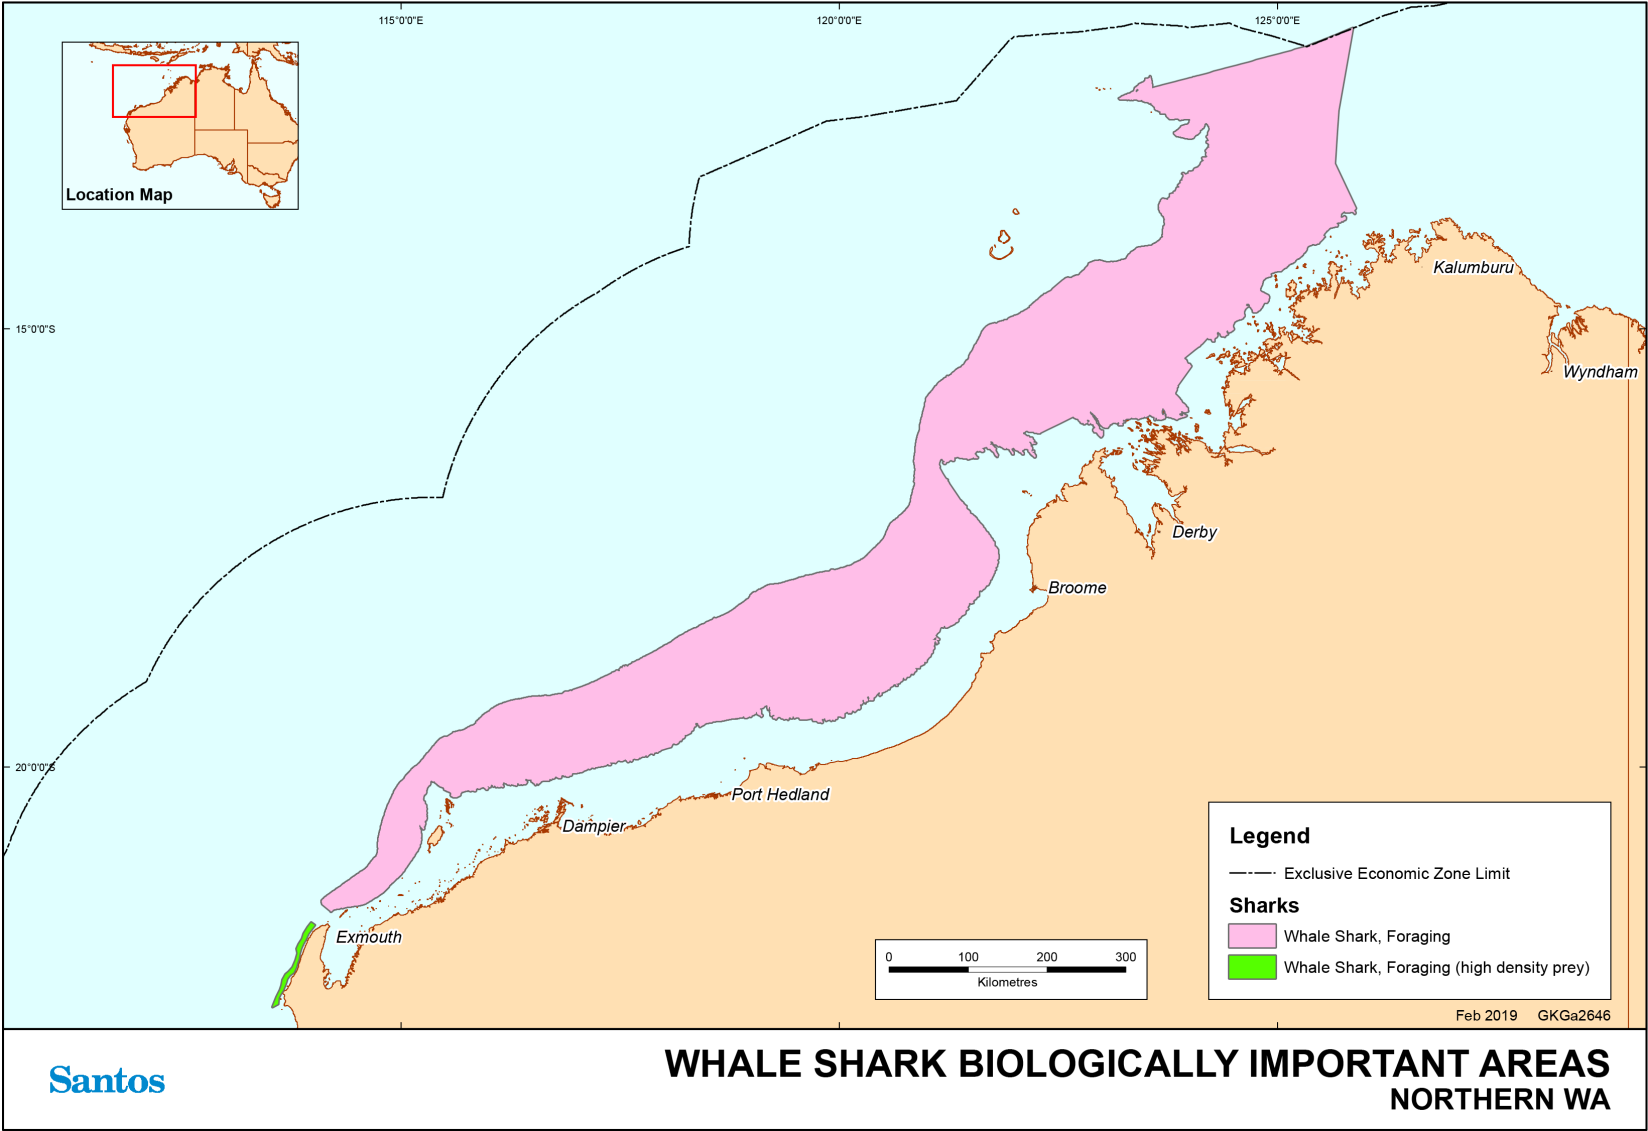 115°0'0"E
120°0'0"E
125°0'0"E
Location Map
Kalumburu
15°0'0"S
Wyndham
Derby
Broome
20°0'0"S
Port Hedland
Dampier
Exmouth
Legend
Exclusive Economic Zone Limit
Sharks
Whale Shark, Foraging
Whale Shark, Foraging (high density prey)
0 100 200 300
Kilometres
Feb 2019 GKGa2646
Santos
WHALE SHARK BIOLOGICALLY IMPORTANT AREAS
NORTHERN WA